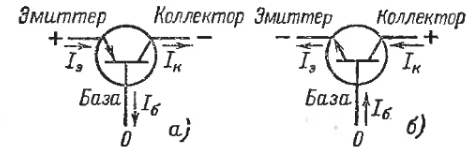 Эмиттер Коллектор Эмиттер Коллектор
+ − − +
Iэ Iк Iэ Iк
База Iб База Iб
а) б)
0 0